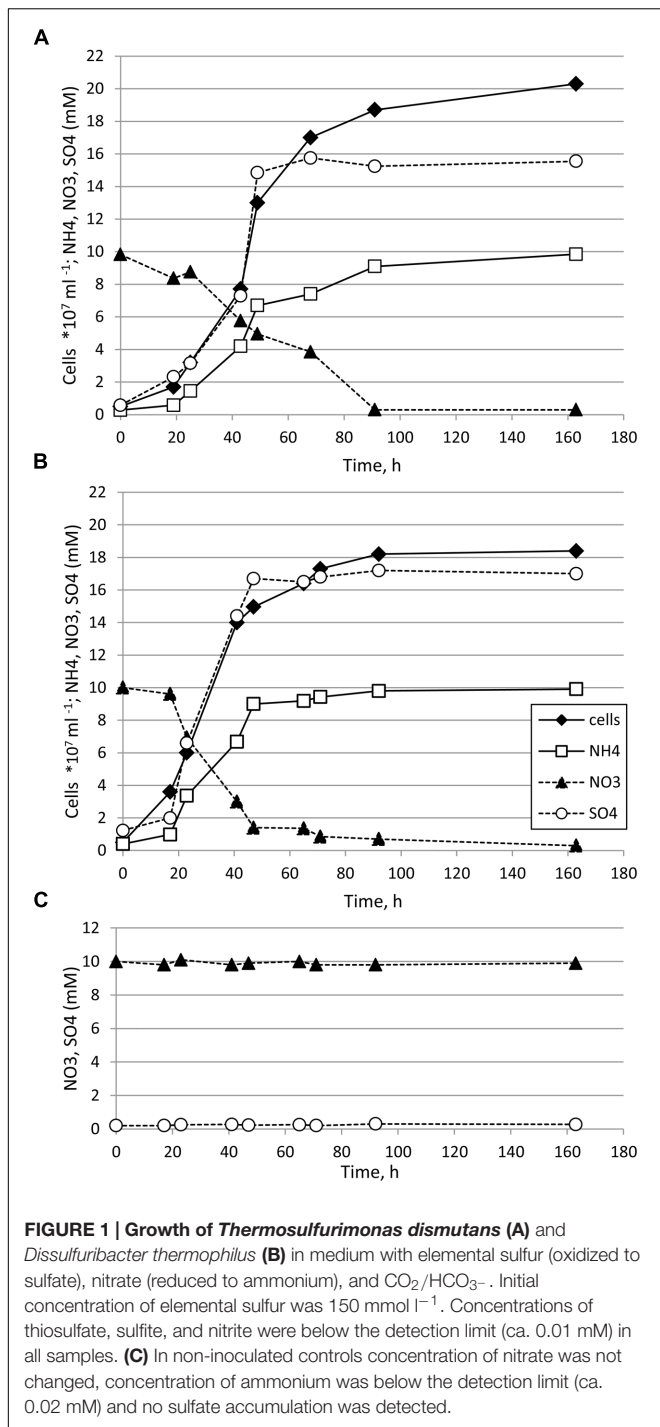 A
22
20
18
16
14
12
10
8
6
4
2
0
Cells *10⁷ ml ⁻¹; NH4, NO3, SO4 (mM)
0 20 40 60 80 100 120 140 160 180
Time, h
B
22
20
18
16
14
12
10
8
6
4
2
0
Cells *10⁷ ml ⁻¹; NH4, NO3, SO4 (mM)
cells
NH4
NO3
SO4
0 20 40 60 80 100 120 140 160 180
Time, h
C
12
10
8
6
4
2
0
NO3, SO4 (mM)
0 20 40 60 80 100 120 140 160 180
Time, h
FIGURE 1 | Growth of Thermosulfurimonas dismutans (A) and
Dissulfuribacter thermophilus (B) in medium with elemental sulfur (oxidized to
sulfate), nitrate (reduced to ammonium), and CO₂/HCO₃₋. Initial
concentration of elemental sulfur was 150 mmol l⁻¹. Concentrations of
thiosulfate, sulfite, and nitrite were below the detection limit (ca. 0.01 mM) in
all samples. (C) In non-inoculated controls concentration of nitrate was not
changed, concentration of ammonium was below the detection limit (ca.
0.02 mM) and no sulfate accumulation was detected.